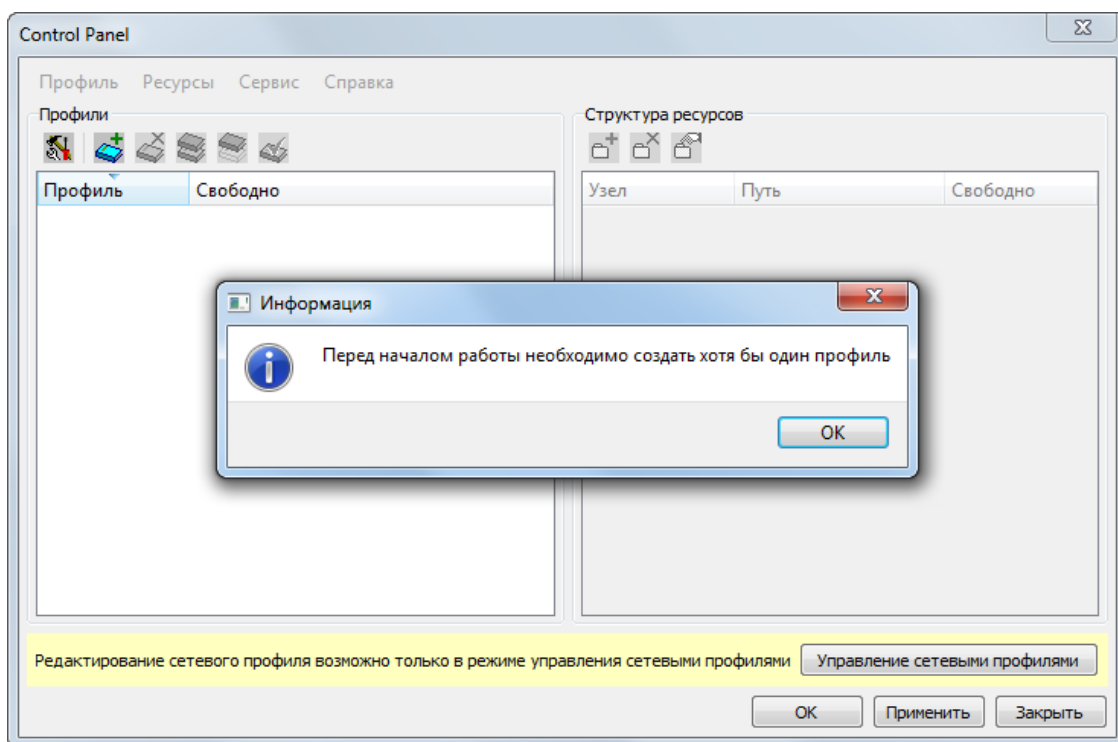 Control Panel
Профиль Ресурсы Сервис Справка
Профили
Структура ресурсов
Профиль Свободно
Узел Путь Свободно
Информация
Перед началом работы необходимо создать хотя бы один профиль
OK
Редактирование сетевого профиля возможно только в режиме управления сетевыми профилями
Управление сетевыми профилями
OK Применить Закрыть